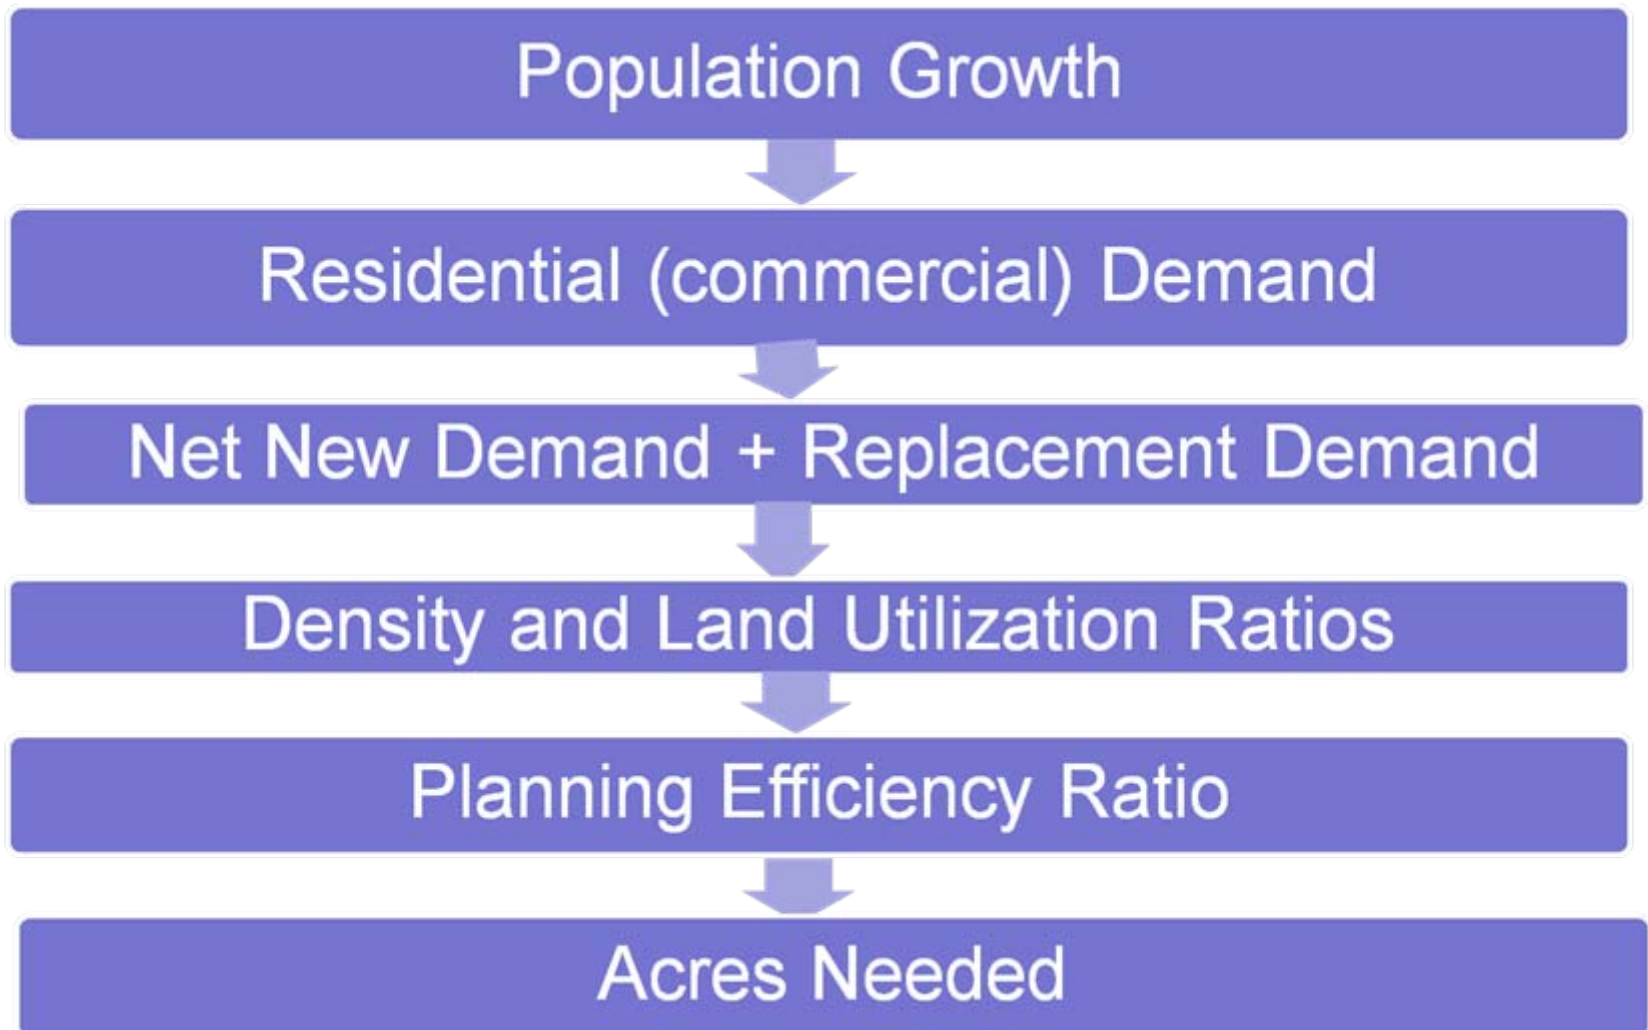 Population Growth
Residential (commercial) Demand
Net New Demand + Replacement Demand
Density and Land Utilization Ratios
Planning Efficiency Ratio
Acres Needed